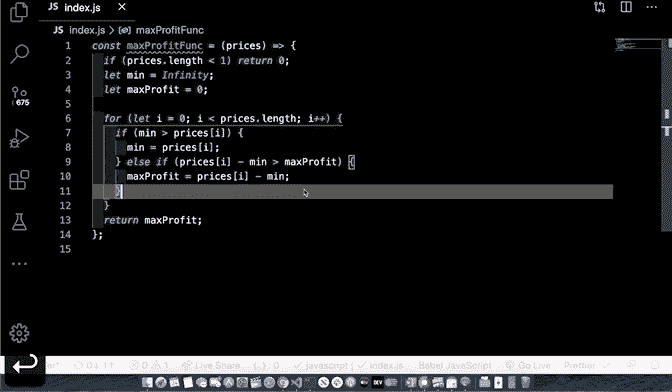 JS index.js ×
JS index.js > maxProfitFunc
1 const maxProfitFunc = (prices) => {
2 if (prices.length < 1) return 0;
3 let min = Infinity;
4 let maxProfit = 0;
5
6 for (let i = 0; i < prices.length; i++) {
7 if (min > prices[i]) {
8 min = prices[i];
9 } else if (prices[i] - min > maxProfit) {
10 maxProfit = prices[i] - min;
11 }
12 }
13 return maxProfit;
14 };
15
675
Live Share
javascript
index.js
Babel JavaScript
Go Live
Prettier
DEV